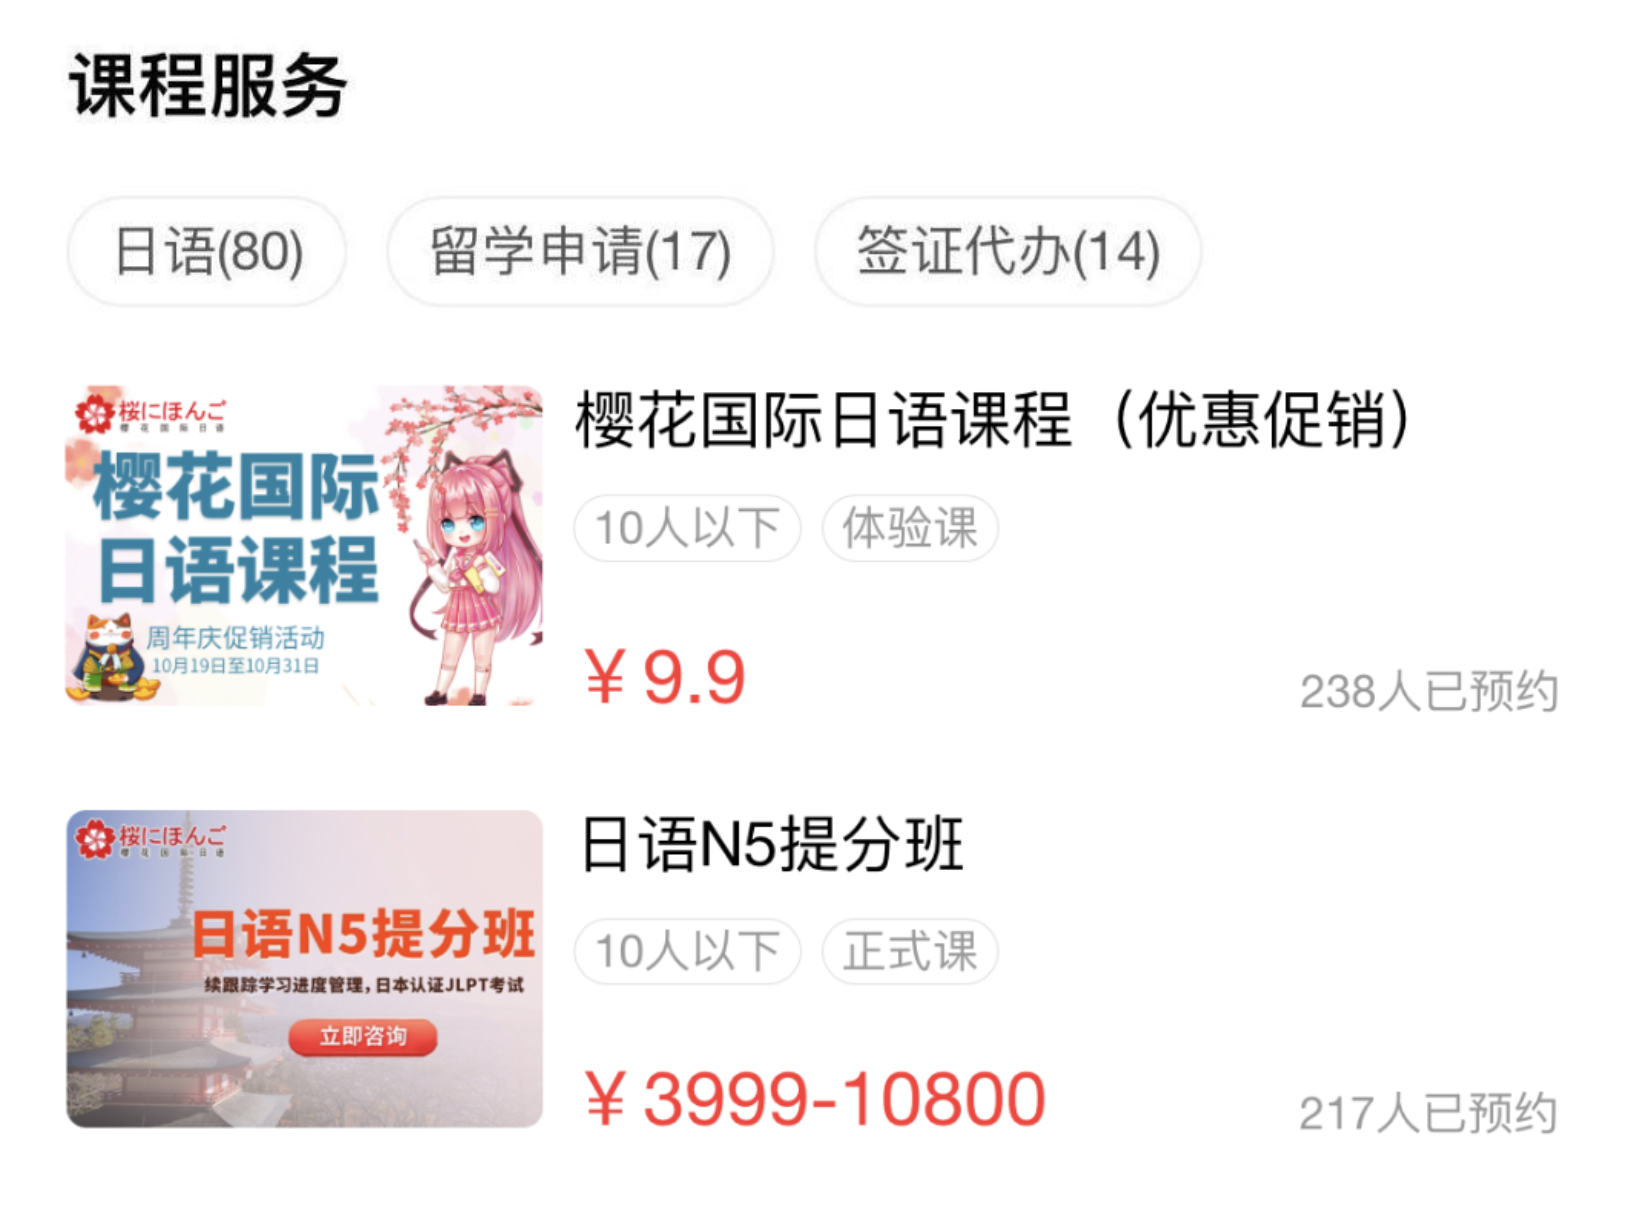 课程服务
日语(80)
留学申请(17)
签证代办(14)
桜にほんご
樱花国际日语
樱花国际
日语课程
周年庆促销活动
10月19日至10月31日
樱花国际日语课程（优惠促销）
10人以下
体验课
¥9.9
238人已预约
桜にほんご
樱花国际日语
日语N5提分班
续跟踪学习进度管理,日本认证JLPT考试
立即咨询
日语N5提分班
10人以下
正式课
¥3999-10800
217人已预约